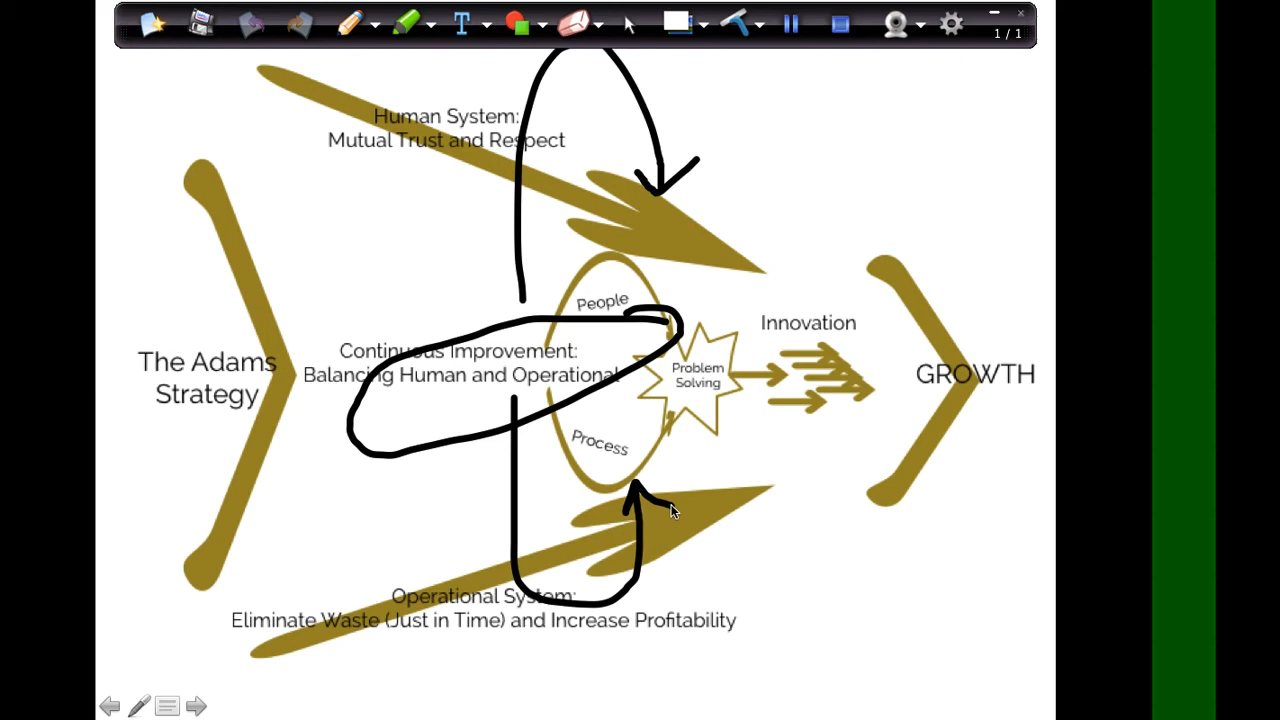 1 / 1
Human System:
Mutual Trust and Respect
People
Innovation
Continuous Improvement:
Balancing Human and Operational
The Adams
Strategy
Problem
Solving
GROWTH
Process
Operational System:
Eliminate Waste (Just in Time) and Increase Profitability